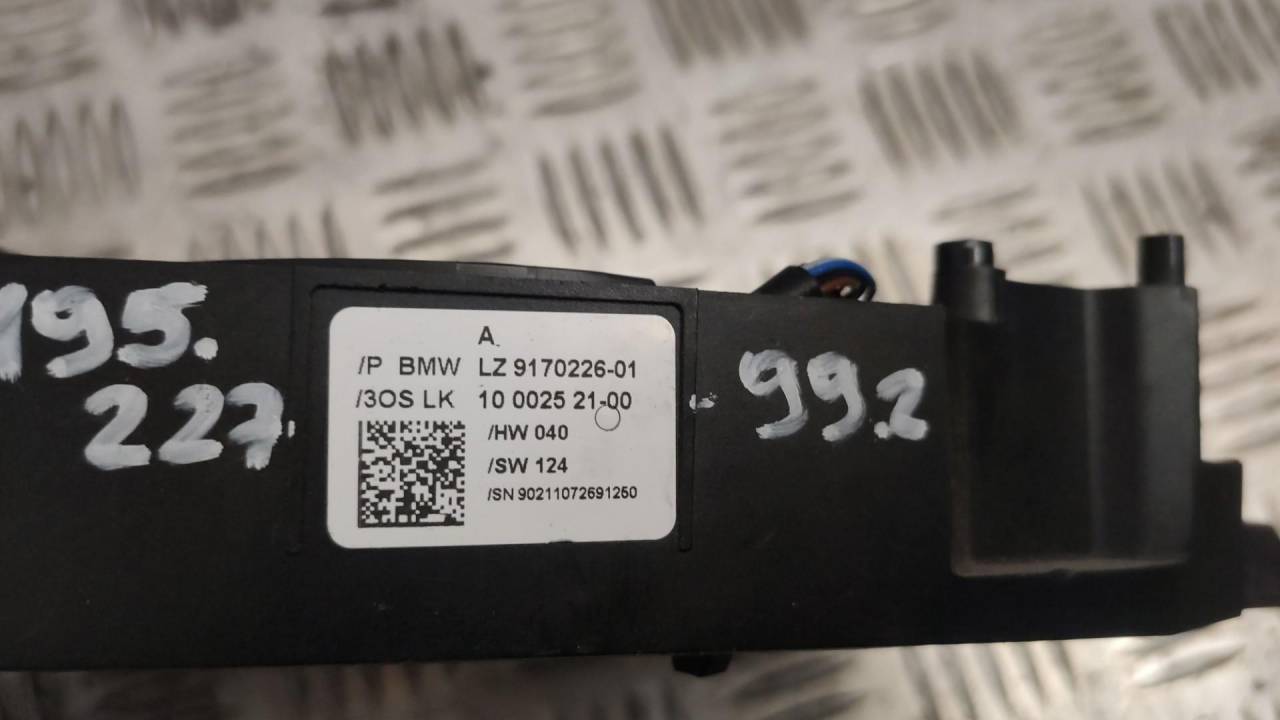 195.
227.
A
/P BMW LZ 9170226-01
/3OS LK 10 0025 21-00
/HW 040
/SW 124
/SN 90211072691250
- 99.2